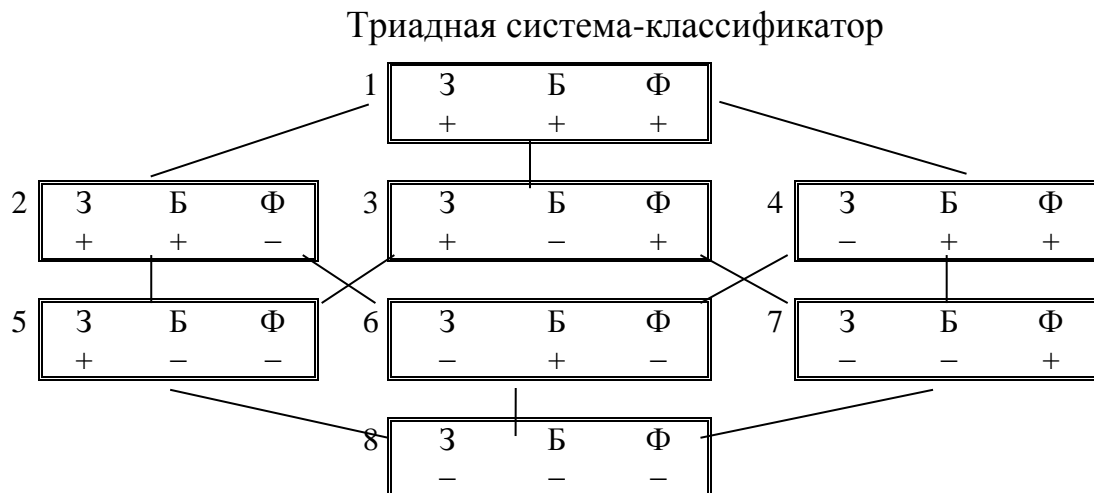 Триадная система-классификатор
1 З Б Ф
+ + +
2 З Б Ф 3 З Б Ф 4 З Б Ф
+ + − + − + − + +
5 З Б Ф 6 З Б Ф 7 З Б Ф
+ − − − + − − − +
8 З Б Ф
− − −